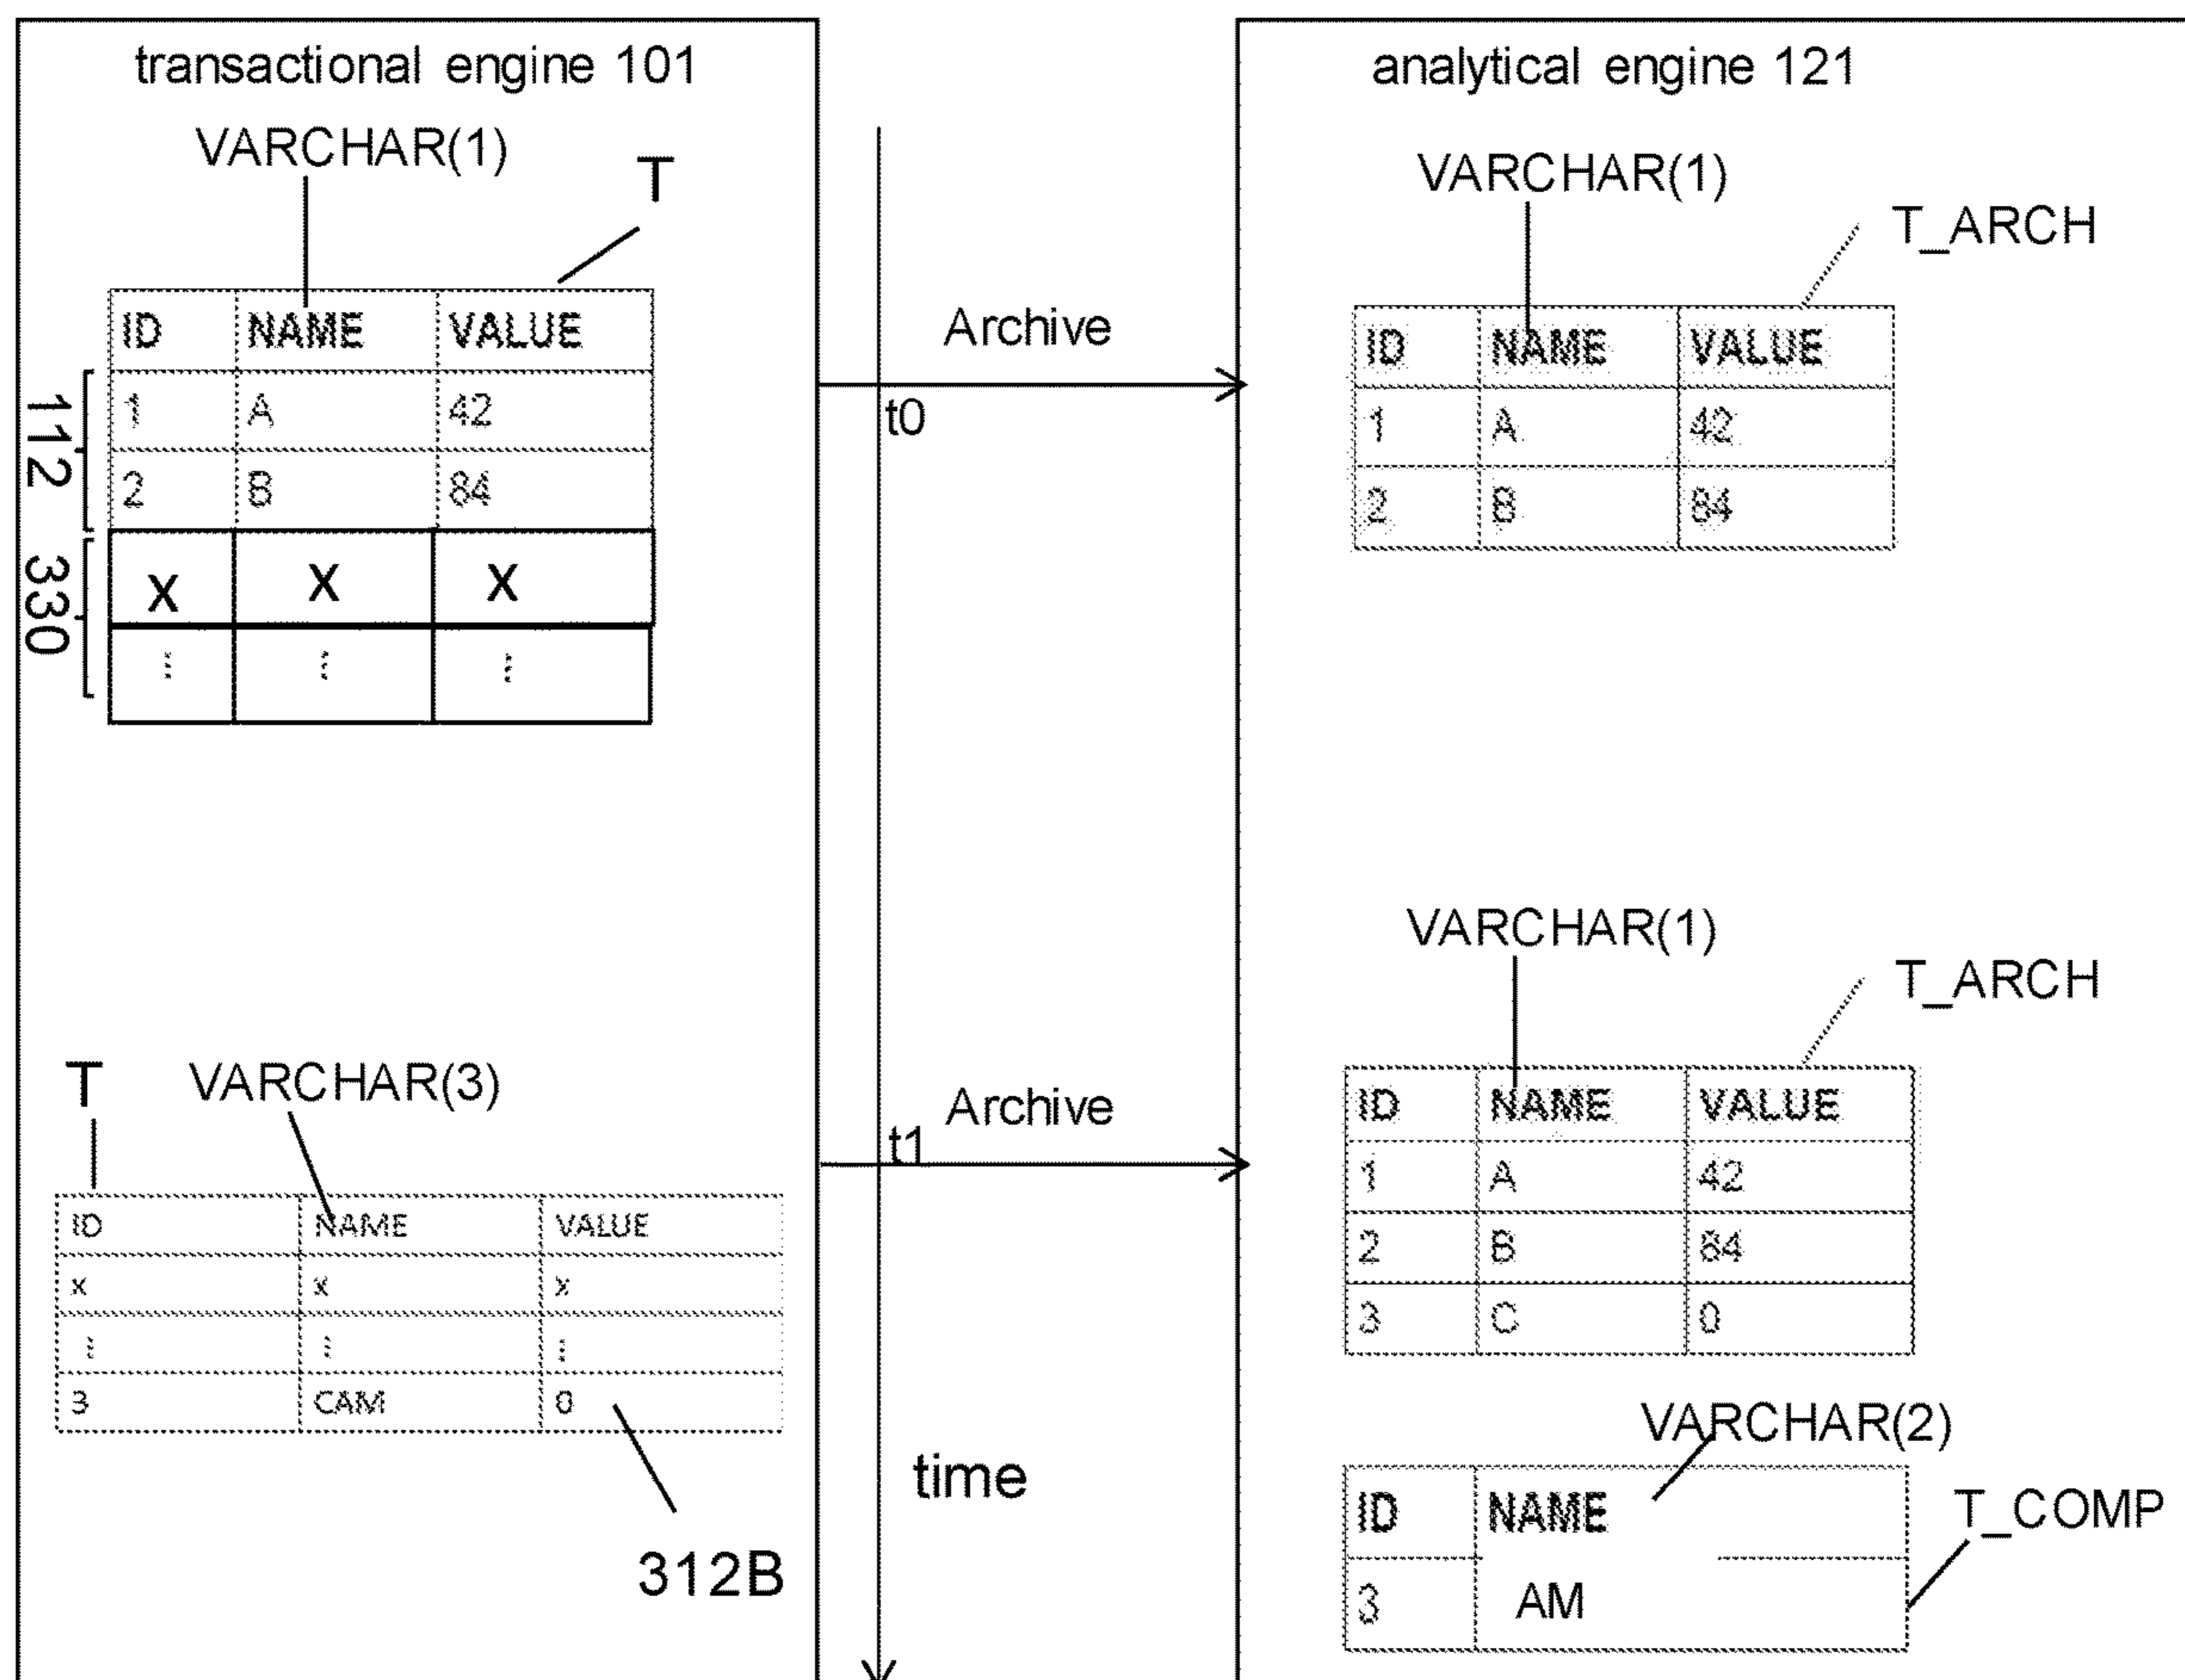 transactional engine 101
VARCHAR(1)
T
ID NAME VALUE
1 A 42
2 B 84
X X X
⋮ ⋮ ⋮
112
330
T VARCHAR(3)
ID NAME VALUE
x x x
⋮ ⋮ ⋮
3 CAM 0
312B
Archive
t0
Archive
t1
time
analytical engine 121
VARCHAR(1)
T_ARCH
ID NAME VALUE
1 A 42
2 B 84
VARCHAR(1)
T_ARCH
ID NAME VALUE
1 A 42
2 B 84
3 C 0
VARCHAR(2)
ID NAME
T_COMP
3 AM